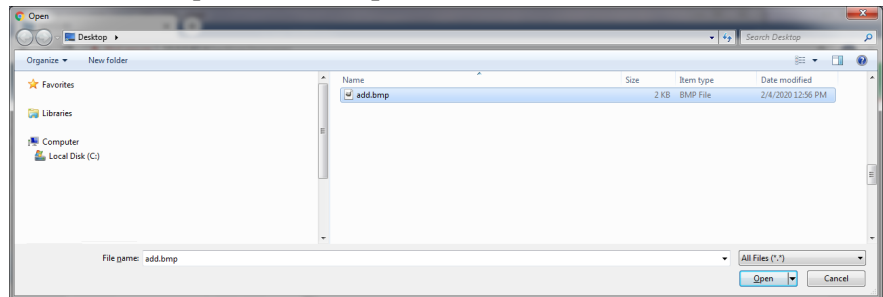 Open
Desktop
Search Desktop
Organize
New folder
Favorites
Libraries
Computer
Local Disk (C:)
Name Size Item type Date modified
add.bmp 2 KB BMP File 2/4/2020 12:56 PM
File name: add.bmp All Files (*.*)
Open Cancel